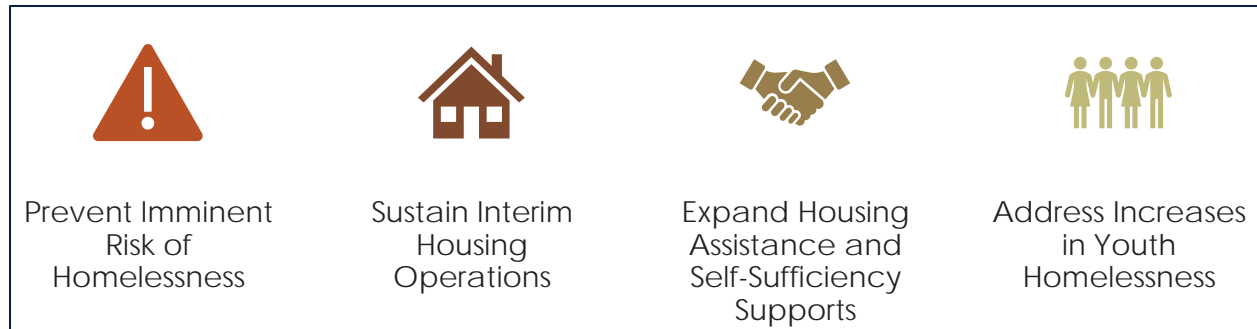 Prevent Imminent
Risk of
Homelessness
Sustain Interim
Housing
Operations
Expand Housing
Assistance and
Self-Sufficiency
Supports
Address Increases
in Youth
Homelessness